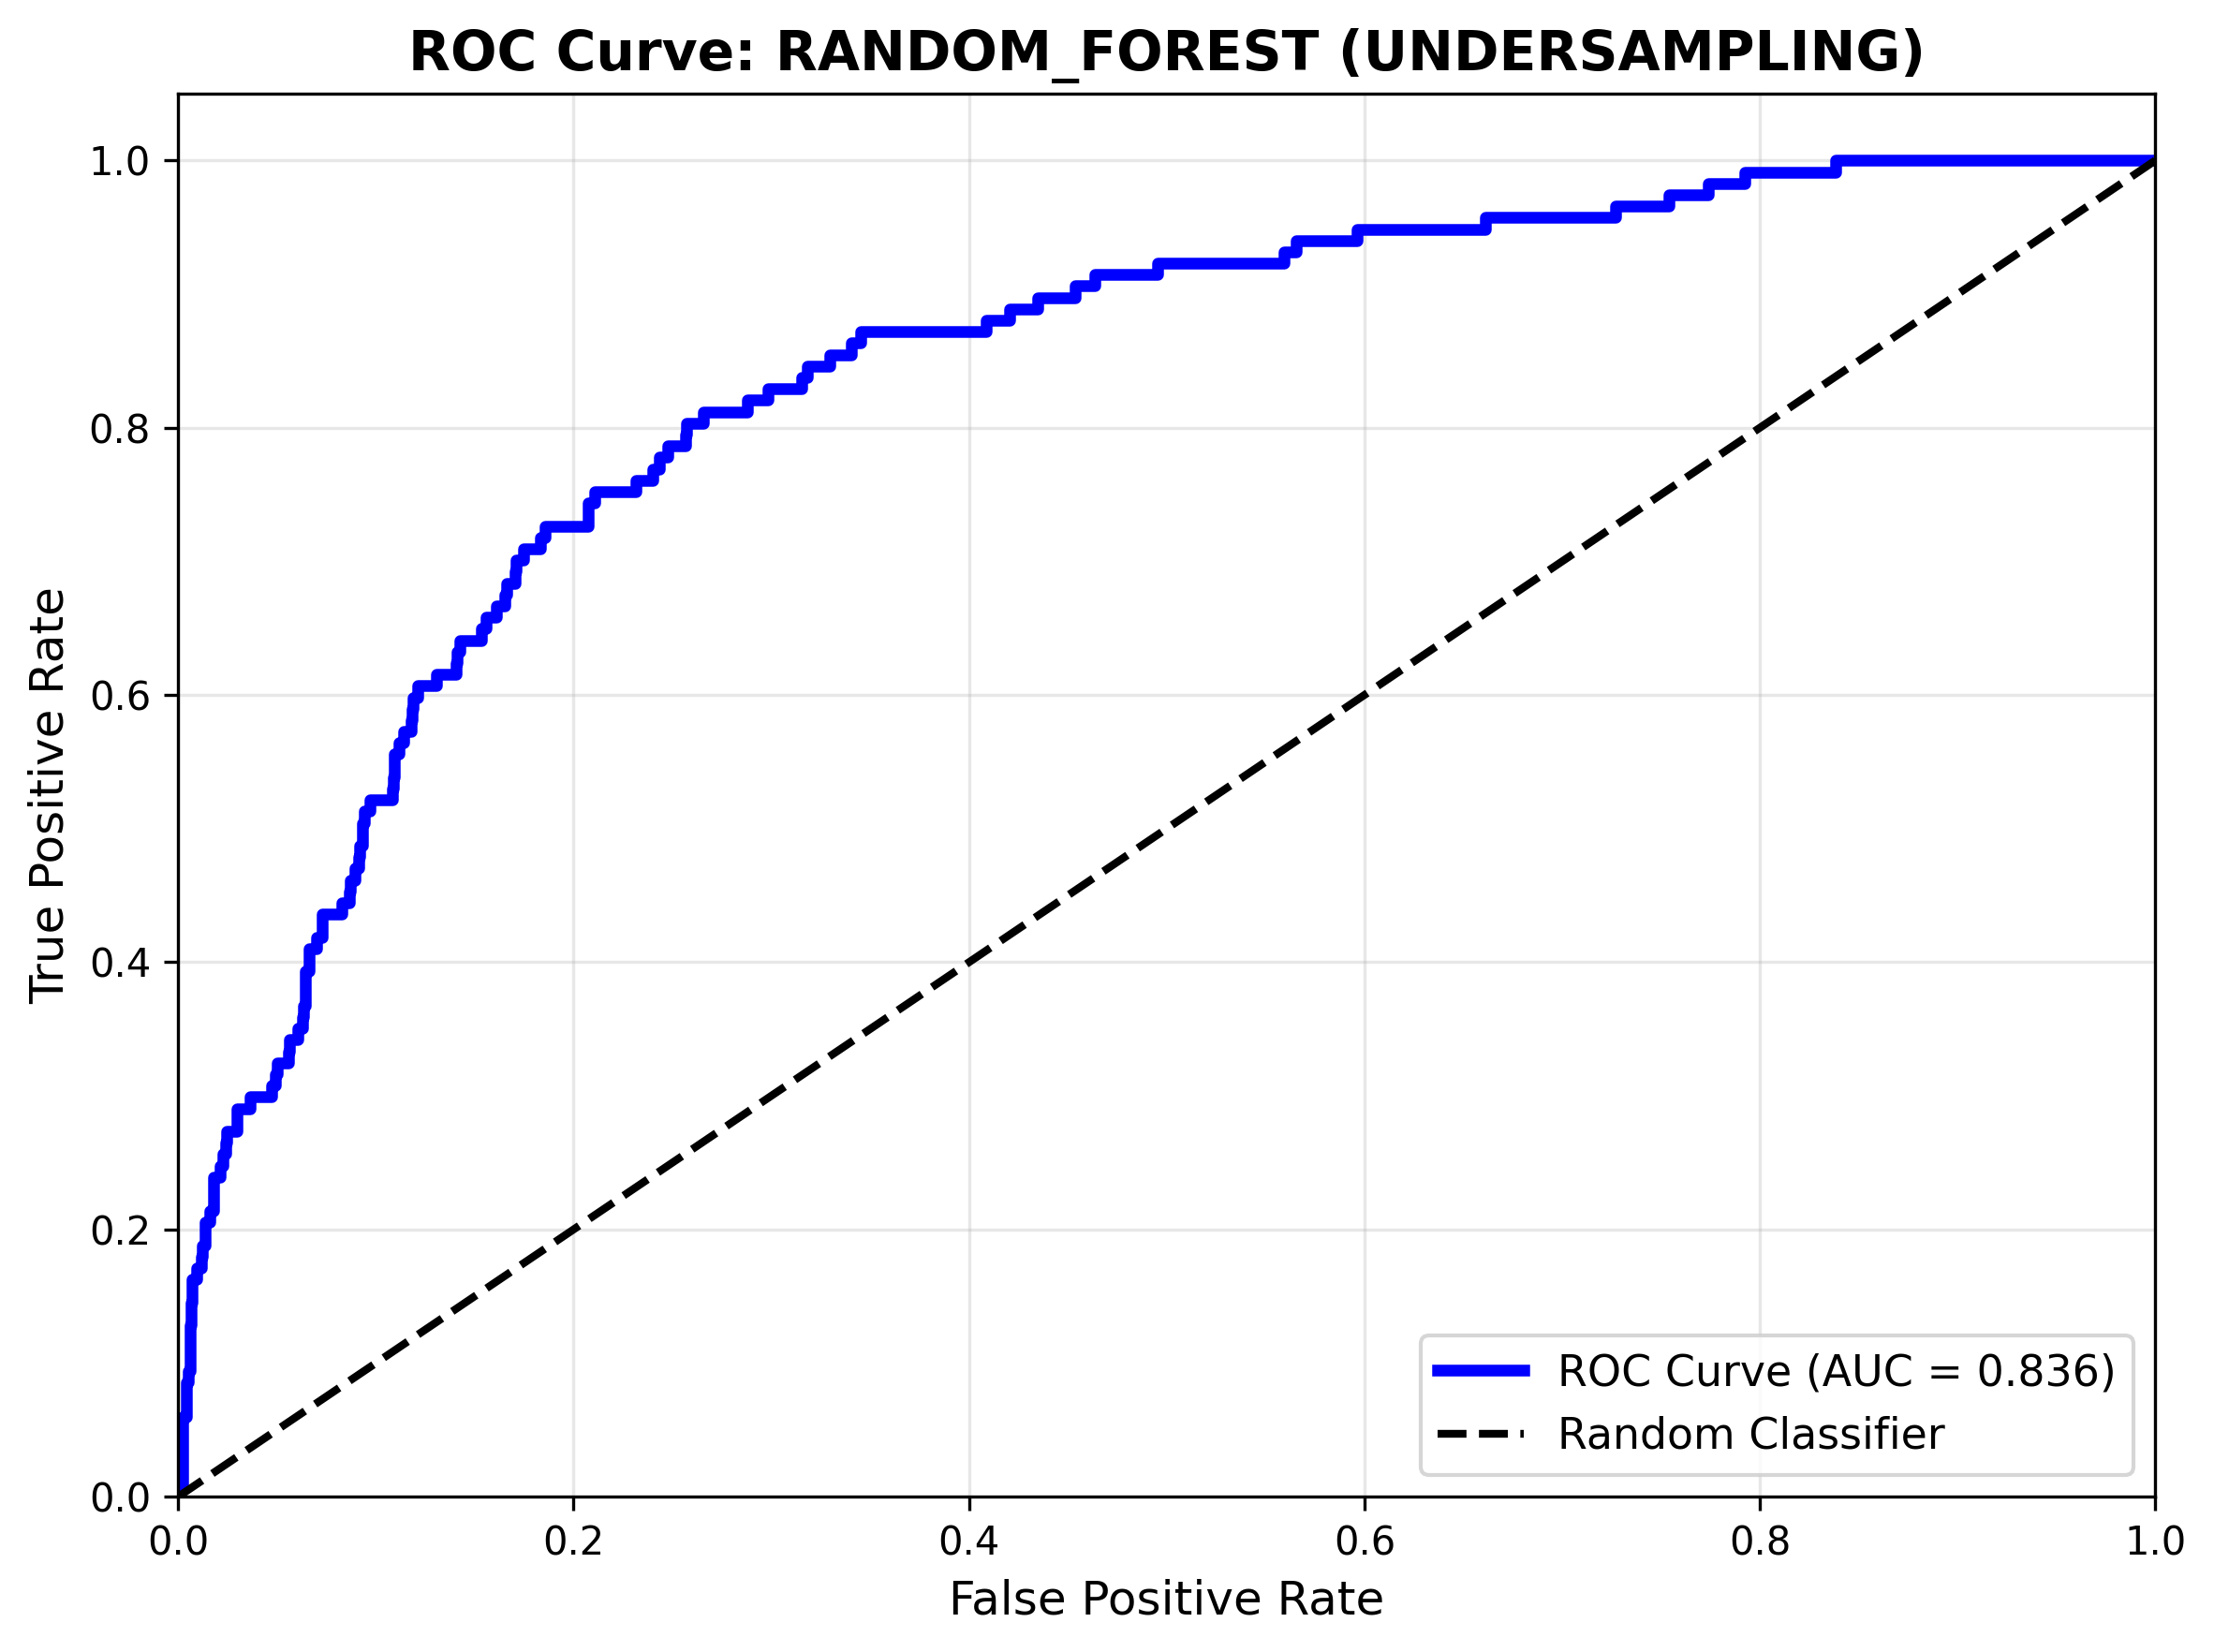 ROC Curve: RANDOM_FOREST (UNDERSAMPLING)
True Positive Rate
1.0
0.8
0.6
0.4
0.2
0.0
0.0 0.2 0.4 0.6 0.8 1.0
False Positive Rate
ROC Curve (AUC = 0.836)
Random Classifier